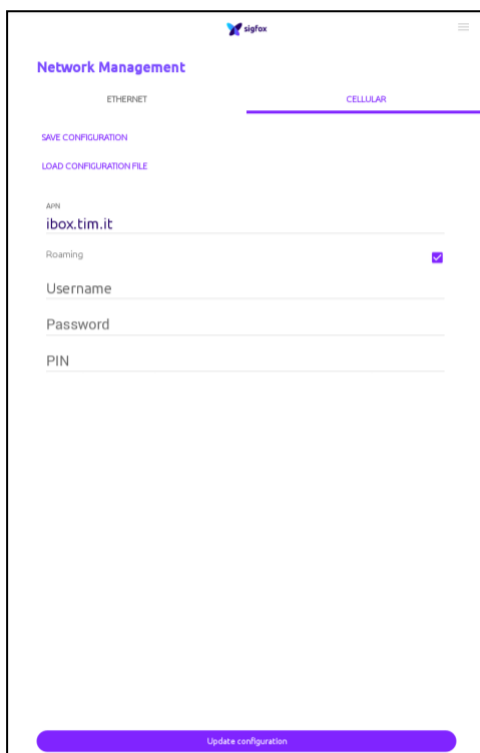 sigfox
Network Management
ETHERNET CELLULAR
SAVE CONFIGURATION
LOAD CONFIGURATION FILE
APN
ibox.tim.it
Roaming
Username
Password
PIN
Update configuration